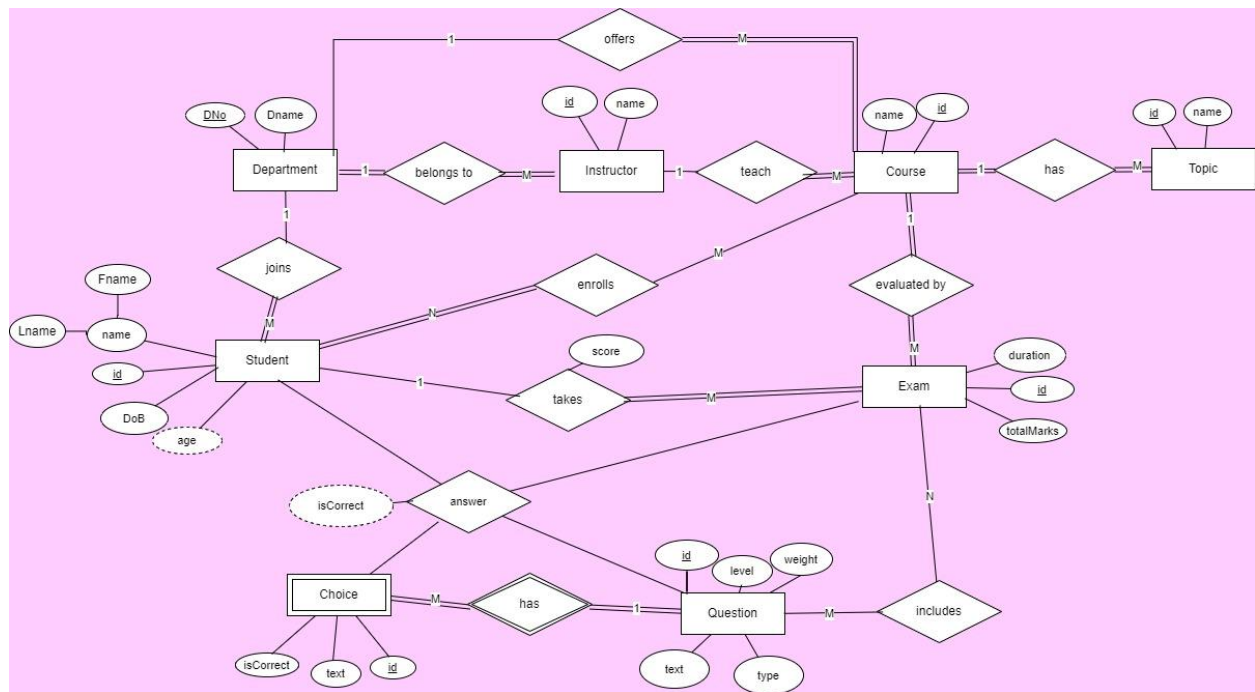 offers
1
M
DNo
Dname
id
name
name
id
id
name
Department
1
belongs to
M
Instructor
1
teach
M
Course
1
has
M
Topic
1
1
joins
M
enrolls
N
evaluated by
M
M
Fname
Lname
name
Student
id
DoB
age
score
1
takes
M
duration
Exam
id
totalMarks
isCorrect
answer
N
id
level
weight
Choice
M
has
1
Question
M
includes
isCorrect
text
id
text
type